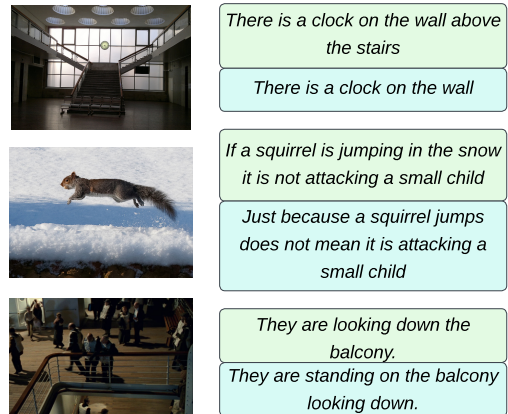 There is a clock on the wall above
the stairs
There is a clock on the wall
If a squirrel is jumping in the snow
it is not attacking a small child
Just because a squirrel jumps
does not mean it is attacking a
small child
They are looking down the
balcony.
They are standing on the balcony
looking down.